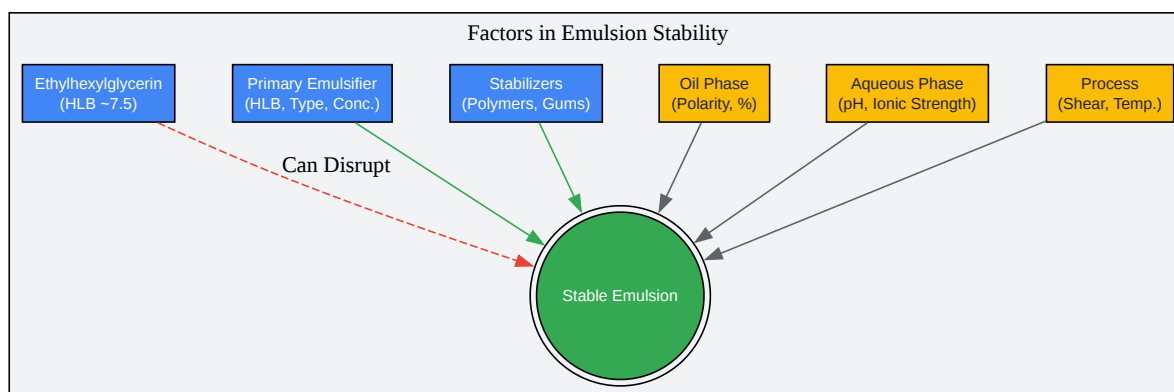 Factors in Emulsion Stability
Ethylhexylglycerin
(HLB ~7.5)
Primary Emulsifier
(HLB, Type, Conc.)
Stabilizers
(Polymers, Gums)
Oil Phase
(Polarity, %)
Aqueous Phase
(pH, Ionic Strength)
Process
(Shear, Temp.)
Can Disrupt
Stable Emulsion